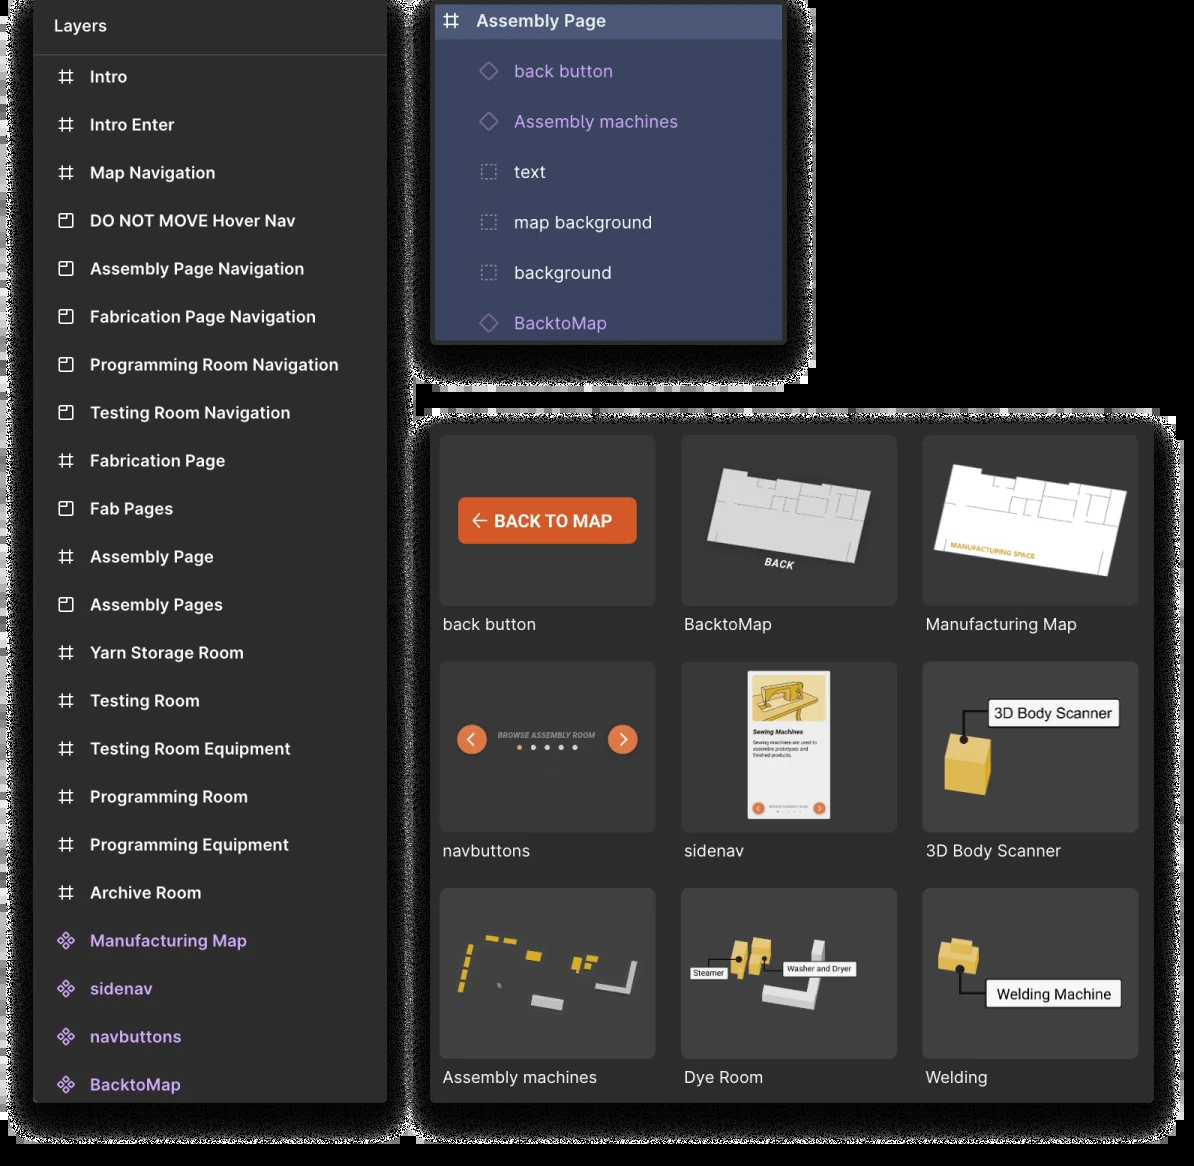 Layers
Intro
Intro Enter
Map Navigation
DO NOT MOVE Hover Nav
Assembly Page Navigation
Fabrication Page Navigation
Programming Room Navigation
Testing Room Navigation
Fabrication Page
Fab Pages
Assembly Page
Assembly Pages
Yarn Storage Room
Testing Room
Testing Room Equipment
Programming Room
Programming Equipment
Archive Room
Manufacturing Map
sidenav
navbuttons
BacktoMap
Assembly Page
back button
Assembly machines
text
map background
background
BacktoMap
← BACK TO MAP
back button
BACK
BacktoMap
MANUFACTURING SPACE
Manufacturing Map
BROWSE ASSEMBLY ROOM
navbuttons
Sewing Machines
Sewing machines are used to
assemble prototypes and
finished products.
BROWSE ASSEMBLY ROOM
sidenav
3D Body Scanner
3D Body Scanner
Assembly machines
Steamer
Washer and Dryer
Dye Room
Welding Machine
Welding